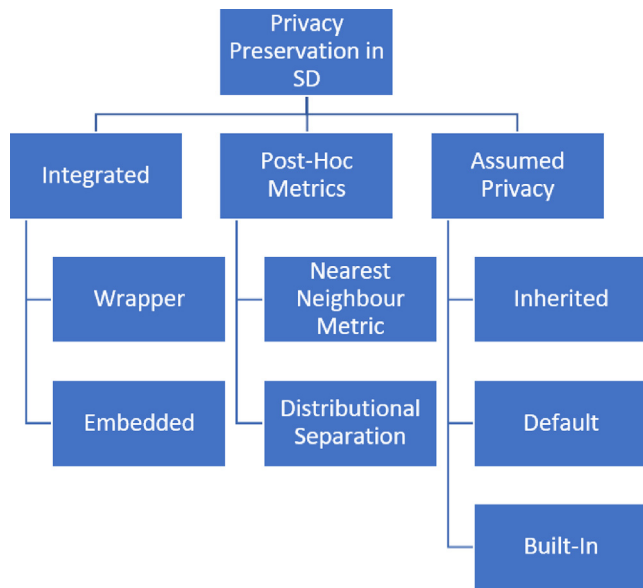 Privacy
Preservation in
SD
Integrated
Post-Hoc
Metrics
Assumed
Privacy
Wrapper
Nearest
Neighbour
Metric
Inherited
Embedded
Distributional
Separation
Default
Built-In